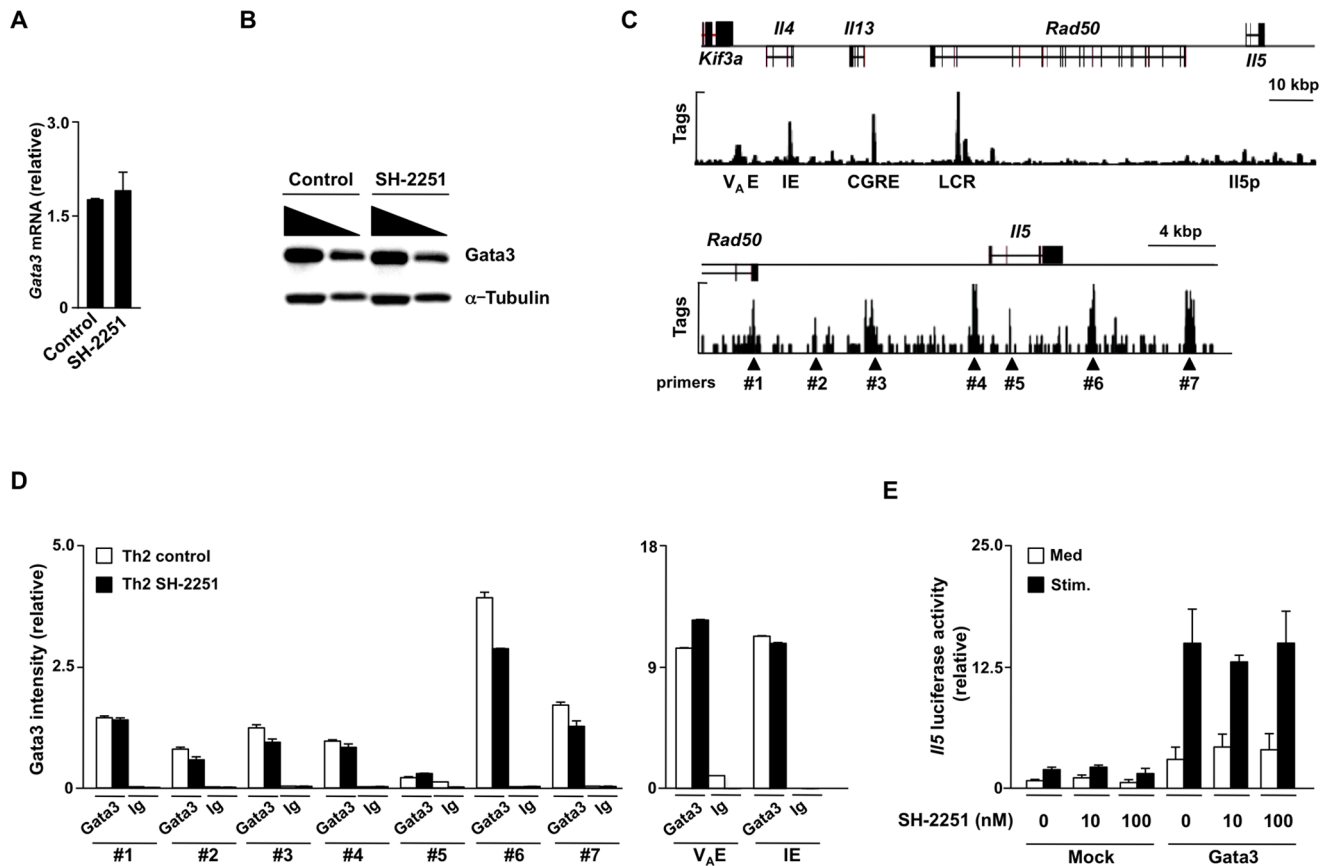 A
3.0
1.5
0
Gata3 mRNA (relative)
Control
SH-2251
B
Control
SH-2251
Gata3
α−Tubulin
C
Il4
Il13
Rad50
Kif3a
Il5
10 kbp
Tags
VA E
IE
CGRE
LCR
Il5p
Rad50
Il5
4 kbp
Tags
primers
#1
#2
#3
#4
#5
#6
#7
D
5.0
2.5
0
Gata3 intensity (relative)
Th2 control
Th2 SH-2251
Gata3 Ig Gata3 Ig Gata3 Ig Gata3 Ig Gata3 Ig Gata3 Ig Gata3 Ig
#1 #2 #3 #4 #5 #6 #7
18
9
0
Gata3 Ig Gata3 Ig
VAE IE
E
25.0
12.5
0
Il5 luciferase activity
(relative)
Med
Stim.
SH-2251 (nM) 0 10 100 0 10 100
Mock Gata3